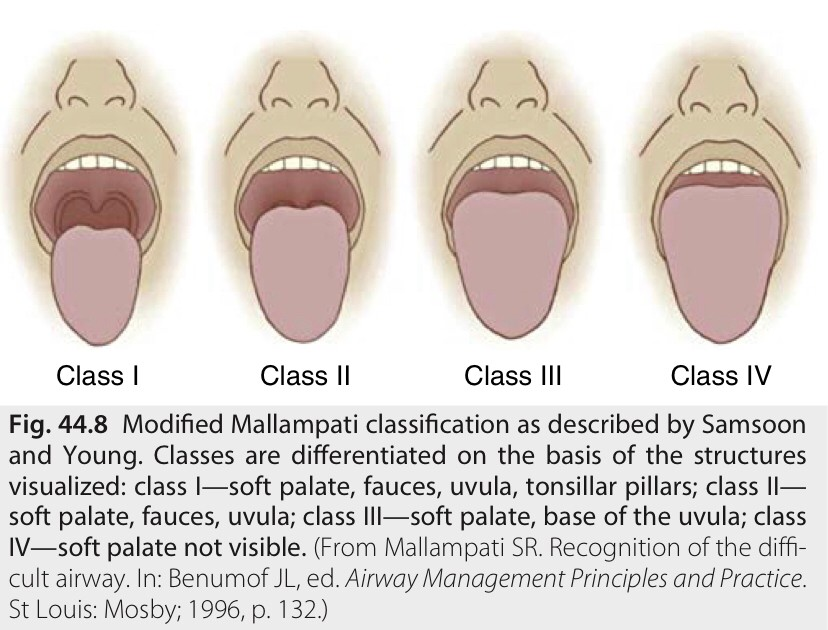 Class I Class II Class III Class IV
Fig. 44.8 Modified Mallampati classification as described by Samsoon
and Young. Classes are differentiated on the basis of the structures
visualized: class I—soft palate, fauces, uvula, tonsillar pillars; class II—
soft palate, fauces, uvula; class III—soft palate, base of the uvula; class
IV—soft palate not visible. (From Mallampati SR. Recognition of the diffi-
cult airway. In: Benumof JL, ed. Airway Management Principles and Practice.
St Louis: Mosby; 1996, p. 132.)